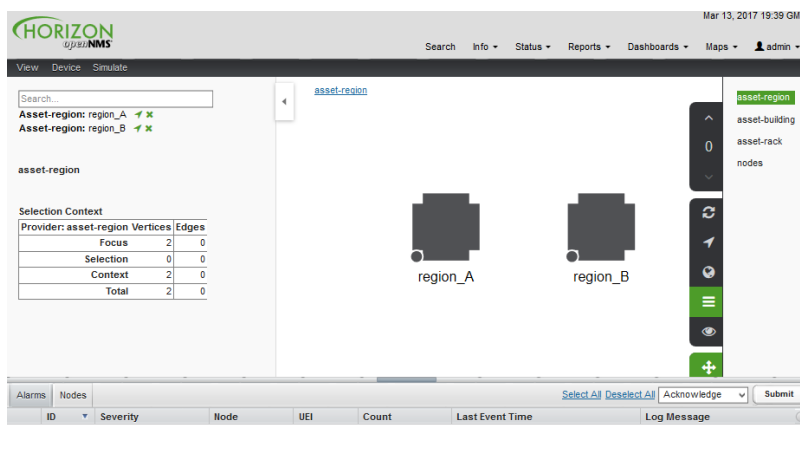 Mar 13, 2017 19:39 GM
HORIZON
openNMS
Search Info Status Reports Dashboards Maps admin
View Device Simulate
Search...
Asset-region: region_A
Asset-region: region_B
asset-region
Selection Context
Provider: asset-region Vertices Edges
Focus 2 0
Selection 0 0
Context 2 0
Total 2 0
asset-region
region_A region_B
0
asset-region
asset-building
asset-rack
nodes
Alarms Nodes Select All Deselect All Acknowledge Submit
ID Severity Node UEI Count Last Event Time Log Message